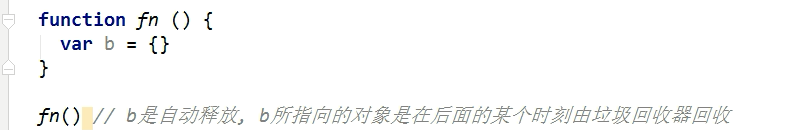 function fn () {
  var b = {}
}
fn() // b是自动释放, b所指向的对象是在后面的某个时刻由垃圾回收器回收